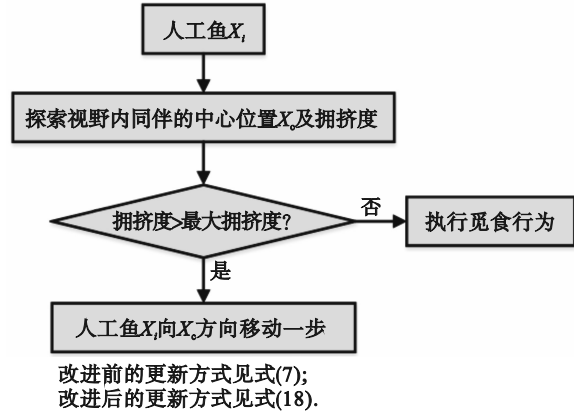 人工鱼Xi
探索视野内同伴的中心位置Xc及拥挤度
拥挤度>最大拥挤度?
否
执行觅食行为
是
人工鱼Xi向Xc方向移动一步
改进前的更新方式见式(7);
改进后的更新方式见式(18).